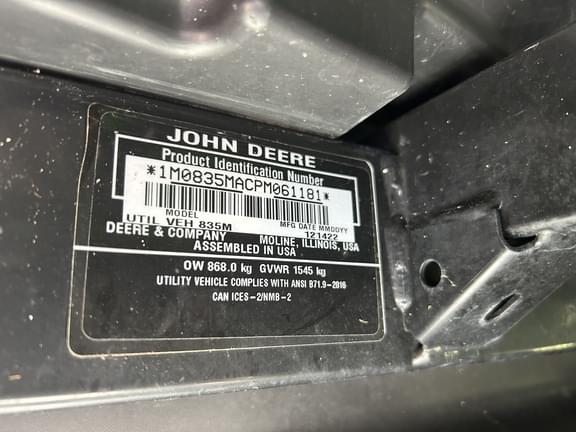 JOHN DEERE
Product Identification Number
*1M0835MACPM061181*
MODEL MFG DATE MMDDYY
UTIL VEH 835M 121422
DEERE & COMPANY MOLINE, ILLINOIS, USA
ASSEMBLED IN USA
OW 868.0 kg GVWR 1545 kg
UTILITY VEHICLE COMPLIES WITH ANSI B71.9-2016
CAN ICES-2/NMB-2